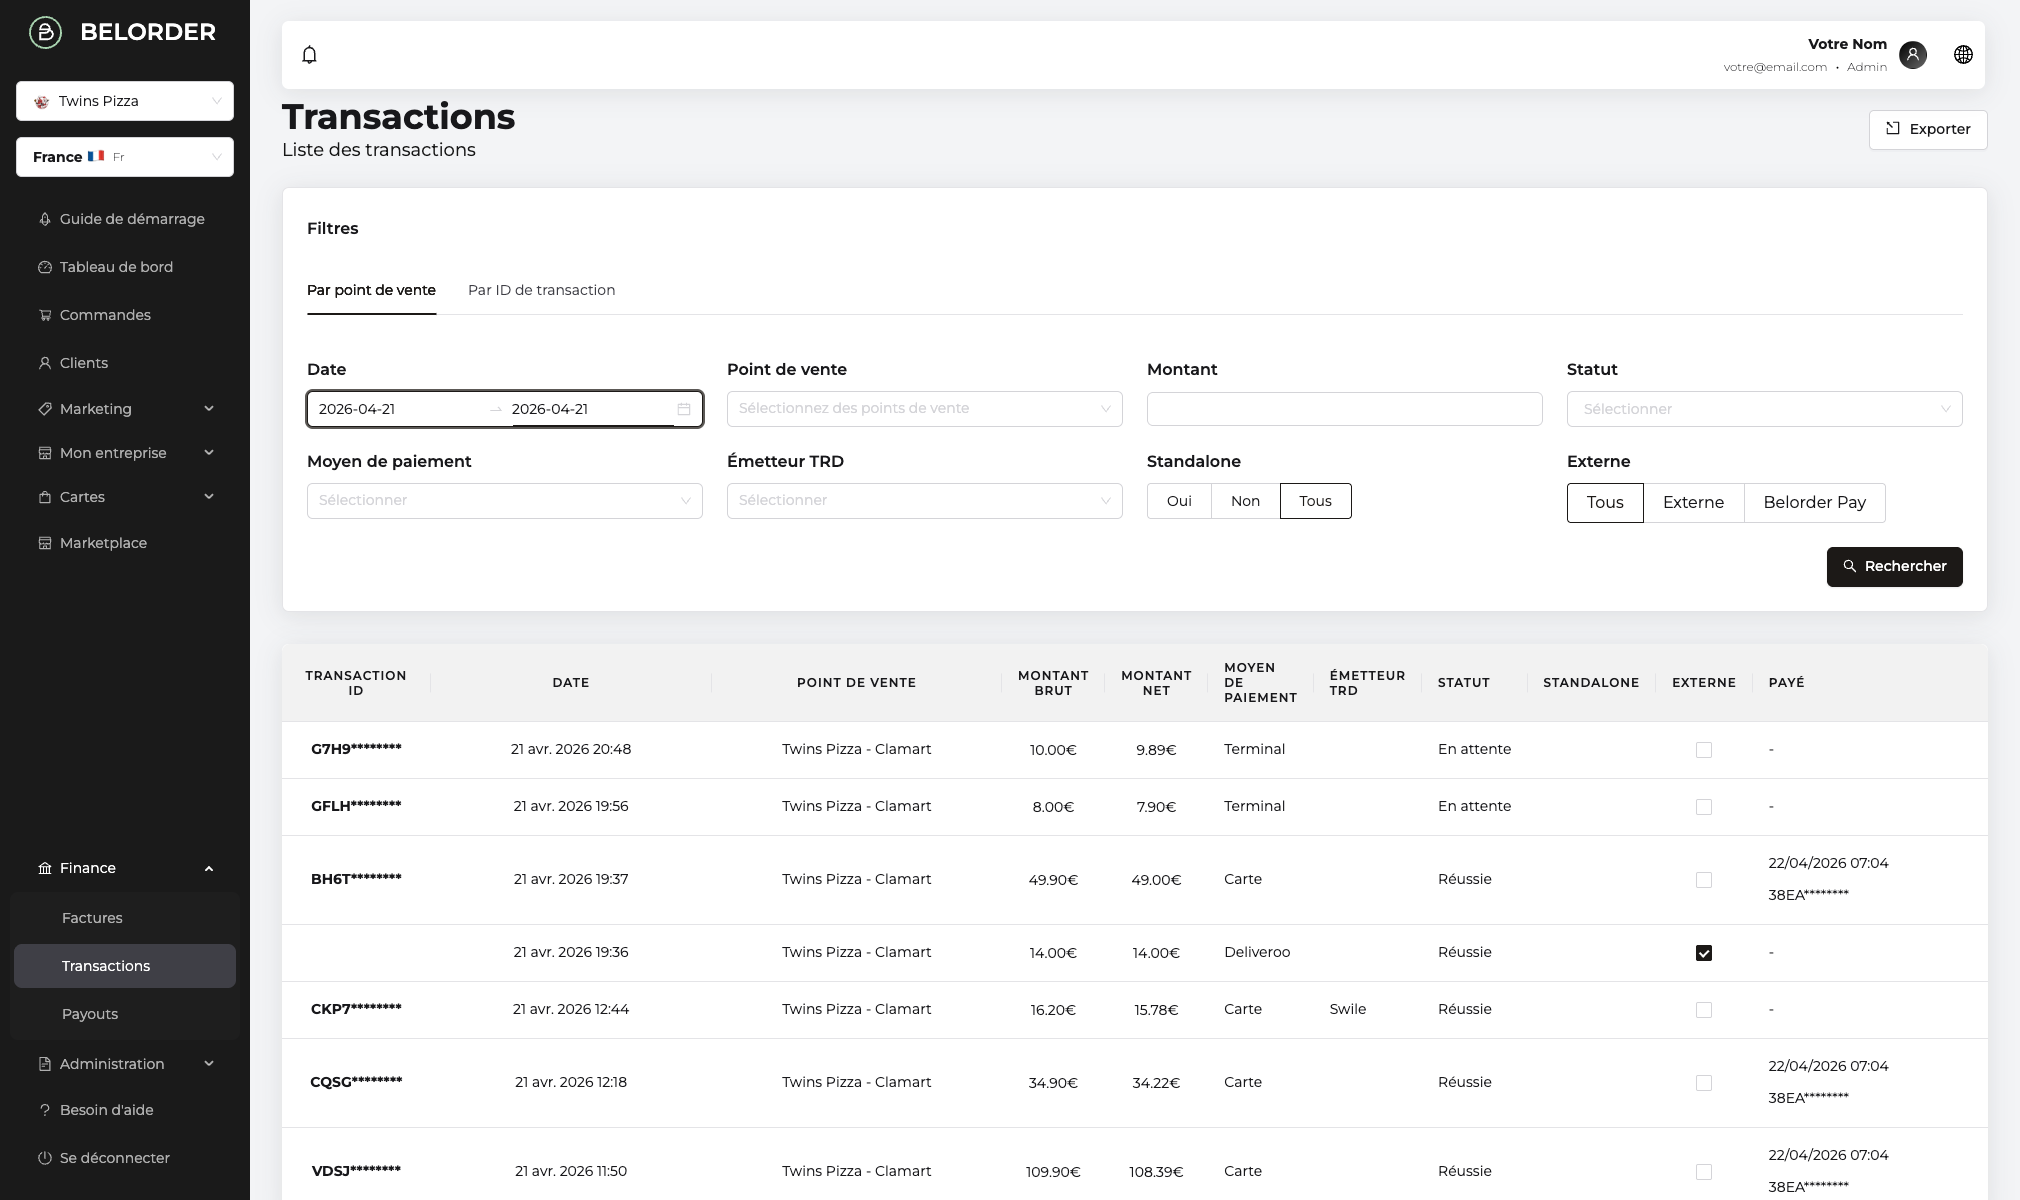 BELORDER
Twins Pizza
France 🇫🇷 Fr
Guide de démarrage
Tableau de bord
Commandes
Clients
Marketing
Mon entreprise
Cartes
Marketplace
Finance
Factures
Transactions
Payouts
Administration
Besoin d'aide
Se déconnecter
Votre Nom
votre@email.com • Admin
Transactions
Liste des transactions
Exporter
Filtres
Par point de vente Par ID de transaction
Date Point de vente Montant Statut
2026-04-21 → 2026-04-21 Sélectionnez des points de vente Sélectionner
Moyen de paiement Émetteur TRD Standalone Externe
Sélectionner Sélectionner Oui Non Tous Tous Externe Belorder Pay
Rechercher
TRANSACTION ID DATE POINT DE VENTE MONTANT BRUT MONTANT NET MOYEN DE PAIEMENT ÉMETTEUR TRD STATUT STANDALONE EXTERNE PAYÉ
G7H9******** 21 avr. 2026 20:48 Twins Pizza - Clamart 10.00€ 9.89€ Terminal En attente -
GFLH******** 21 avr. 2026 19:56 Twins Pizza - Clamart 8.00€ 7.90€ Terminal En attente -
BH6T******** 21 avr. 2026 19:37 Twins Pizza - Clamart 49.90€ 49.00€ Carte Réussie 22/04/2026 07:04
38EA********
21 avr. 2026 19:36 Twins Pizza - Clamart 14.00€ 14.00€ Deliveroo Réussie -
CKP7******** 21 avr. 2026 12:44 Twins Pizza - Clamart 16.20€ 15.78€ Carte Swile Réussie -
CQSG******** 21 avr. 2026 12:18 Twins Pizza - Clamart 34.90€ 34.22€ Carte Réussie 22/04/2026 07:04
38EA********
VDSJ******** 21 avr. 2026 11:50 Twins Pizza - Clamart 109.90€ 108.39€ Carte Réussie 22/04/2026 07:04
38EA********